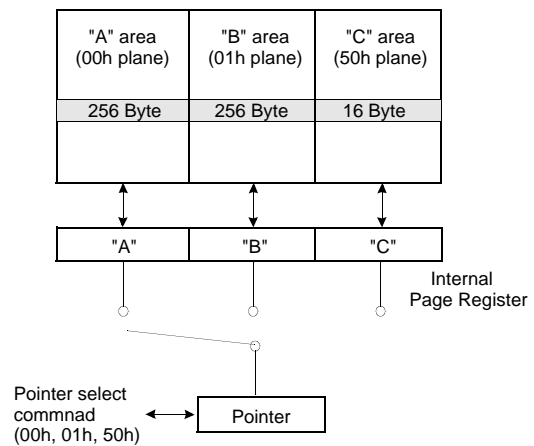 "A" area "B" area "C" area
(00h plane) (01h plane) (50h plane)
256 Byte 256 Byte 16 Byte
"A" "B" "C"
Internal
Page Register
Pointer select
commnad
(00h, 01h, 50h)
Pointer